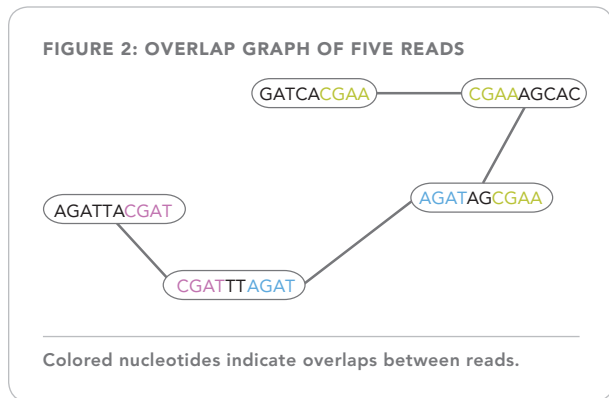 FIGURE 2: OVERLAP GRAPH OF FIVE READS
GATCACGAA
CGAAAGCAC
AGATAGCGAA
AGATTACGAT
CGATTTAGAT
Colored nucleotides indicate overlaps between reads.